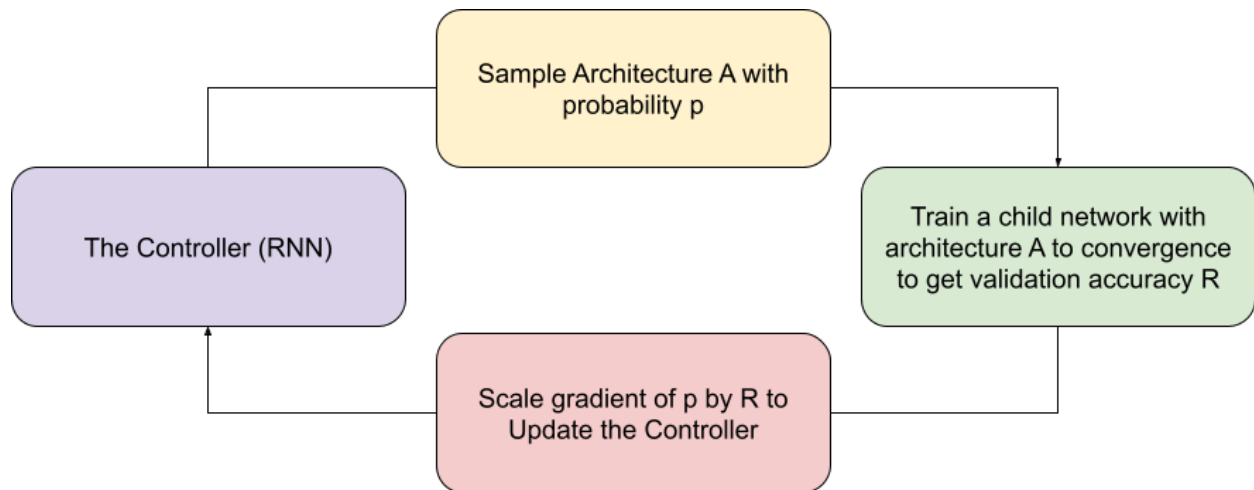 Sample Architecture A with
probability p
The Controller (RNN)
Train a child network with
architecture A to convergence
to get validation accuracy R
Scale gradient of p by R to
Update the Controller